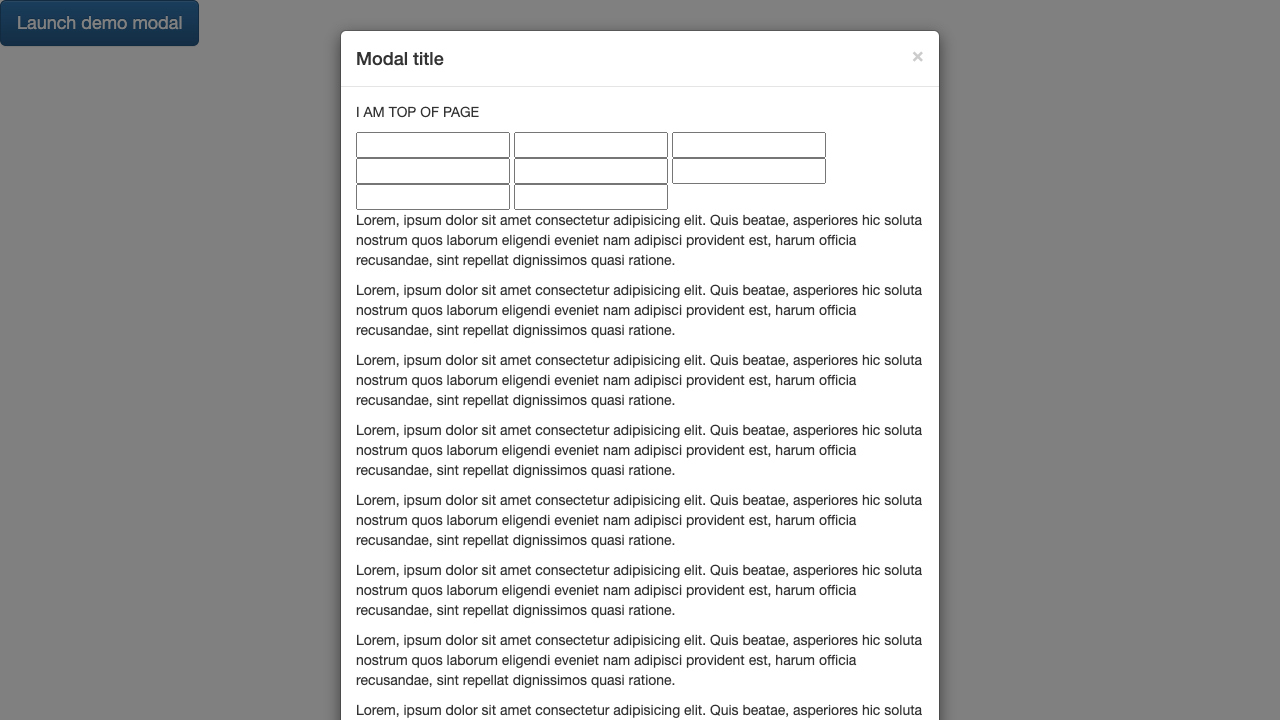 Launch demo modal
Modal title
×
I AM TOP OF PAGE
Lorem, ipsum dolor sit amet consectetur adipisicing elit. Quis beatae, asperiores hic soluta
nostrum quos laborum eligendi eveniet nam adipisci provident est, harum officia
recusandae, sint repellat dignissimos quasi ratione.
Lorem, ipsum dolor sit amet consectetur adipisicing elit. Quis beatae, asperiores hic soluta
nostrum quos laborum eligendi eveniet nam adipisci provident est, harum officia
recusandae, sint repellat dignissimos quasi ratione.
Lorem, ipsum dolor sit amet consectetur adipisicing elit. Quis beatae, asperiores hic soluta
nostrum quos laborum eligendi eveniet nam adipisci provident est, harum officia
recusandae, sint repellat dignissimos quasi ratione.
Lorem, ipsum dolor sit amet consectetur adipisicing elit. Quis beatae, asperiores hic soluta
nostrum quos laborum eligendi eveniet nam adipisci provident est, harum officia
recusandae, sint repellat dignissimos quasi ratione.
Lorem, ipsum dolor sit amet consectetur adipisicing elit. Quis beatae, asperiores hic soluta
nostrum quos laborum eligendi eveniet nam adipisci provident est, harum officia
recusandae, sint repellat dignissimos quasi ratione.
Lorem, ipsum dolor sit amet consectetur adipisicing elit. Quis beatae, asperiores hic soluta
nostrum quos laborum eligendi eveniet nam adipisci provident est, harum officia
recusandae, sint repellat dignissimos quasi ratione.
Lorem, ipsum dolor sit amet consectetur adipisicing elit. Quis beatae, asperiores hic soluta
nostrum quos laborum eligendi eveniet nam adipisci provident est, harum officia
recusandae, sint repellat dignissimos quasi ratione.
Lorem, ipsum dolor sit amet consectetur adipisicing elit. Quis beatae, asperiores hic soluta